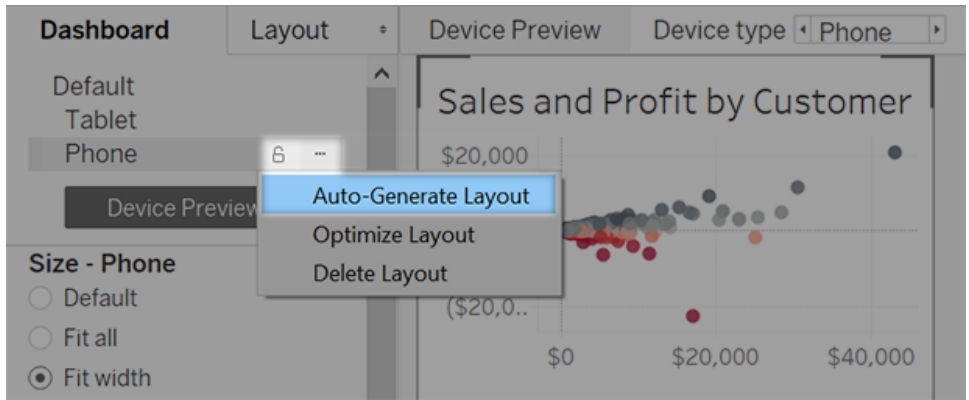 Dashboard Layout Device Preview Device type Phone
Default
Tablet
Phone
Device Preview
Auto-Generate Layout
Optimize Layout
Delete Layout
Size - Phone
Default
Fit all
Fit width
Sales and Profit by Customer
$20,000
($20,0..
$0 $20,000 $40,000